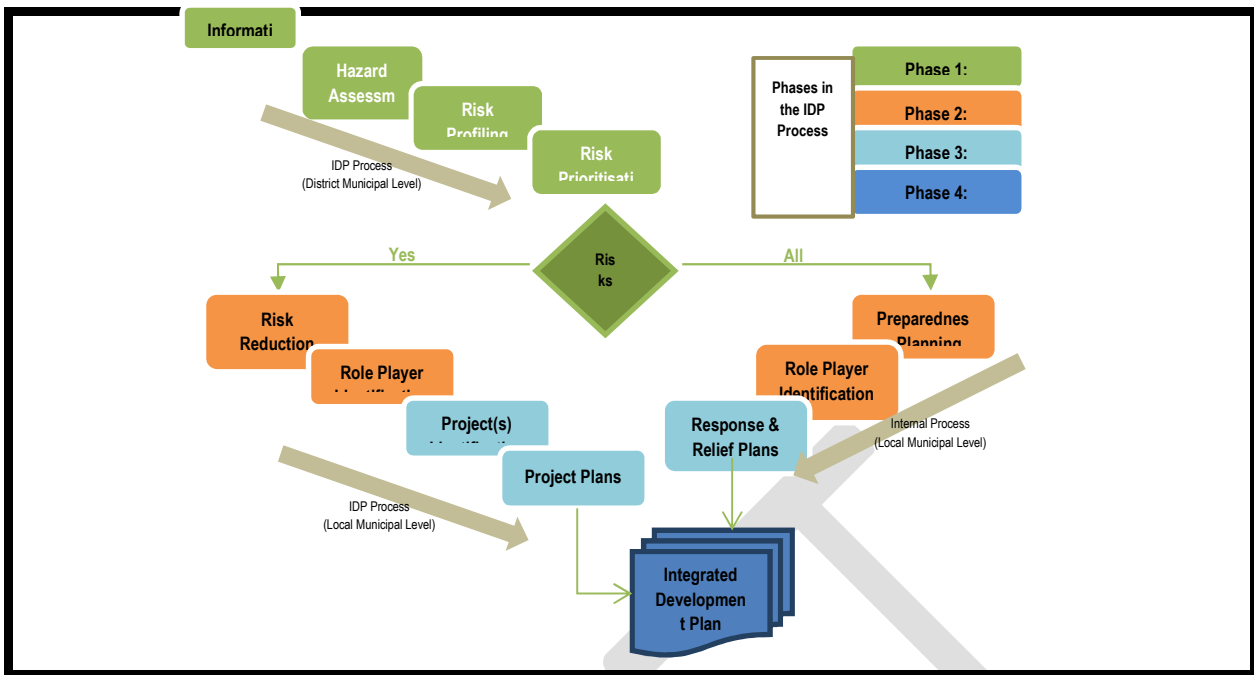 Informati
Hazard
Assessm
Risk
Profiling
Risk
Prioritisati
IDP Process
(District Municipal Level)
Phases in
the IDP
Process
Phase 1:
Phase 2:
Phase 3:
Phase 4:
Yes
Ris
ks
All
Risk
Reduction
Role Player
Identificatio
Project(s)
Identificatio
Project Plans
IDP Process
(Local Municipal Level)
Preparednes
Planning
Role Player
Identification
Response &
Relief Plans
Internal Process
(Local Municipal Level)
Integrated
Developmen
t Plan